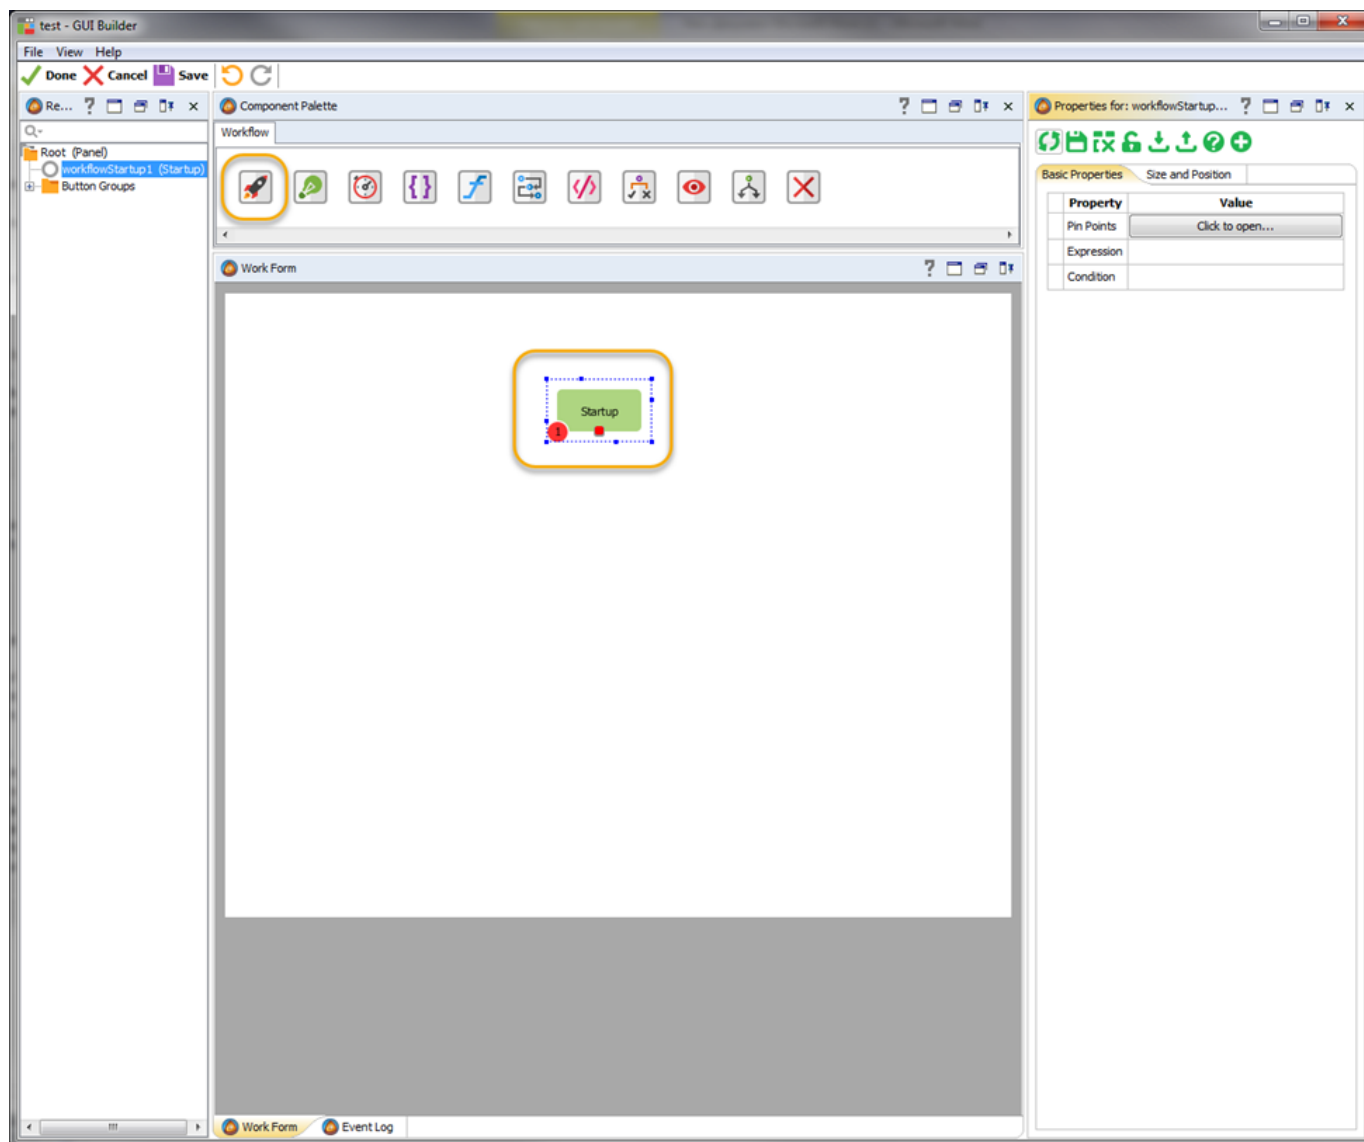 test - GUI Builder
File View Help
Done Cancel Save
Re...
Component Palette
Properties for: workflowStartup...
Workflow
Root (Panel)
workflowStartup1 (Startup)
Button Groups
Basic Properties Size and Position
Property Value
Pin Points Click to open...
Expression
Condition
Work Form
Startup
1
Work Form Event Log